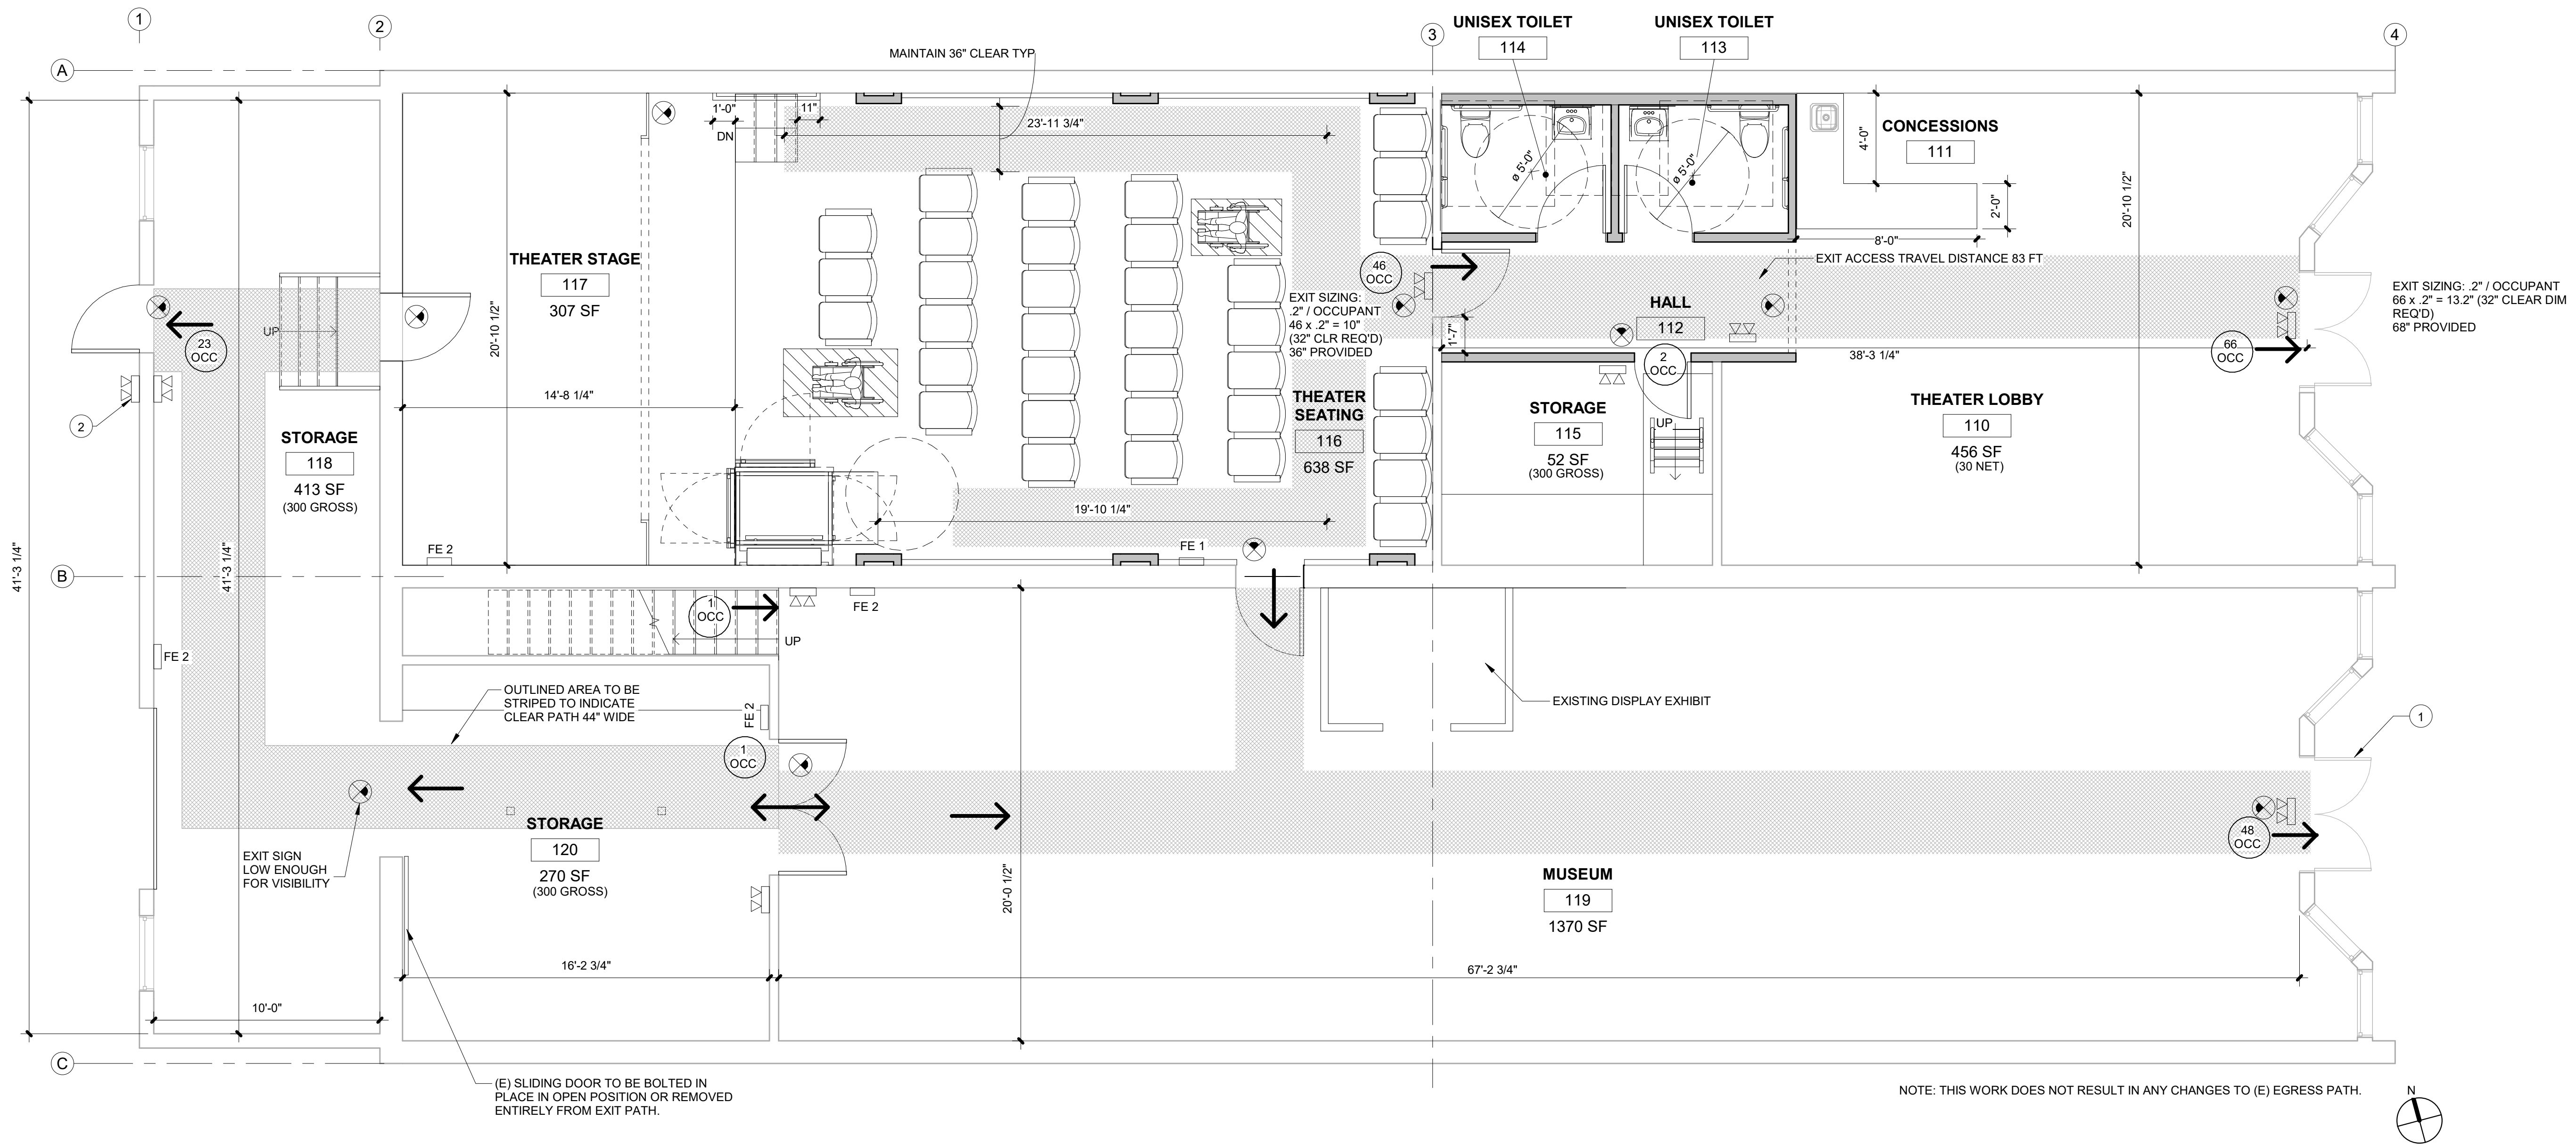 1
2
3
4
UNISEX TOILET
114
UNISEX TOILET
113
A
MAINTAIN 36" CLEAR TYP
1'-0"
11"
DN
23'-11 3/4"
ø 5'-0"
ø 5'-0"
4'-0"
CONCESSIONS
111
2'-0"
8'-0"
20'-10 1/2"
THEATER STAGE
117
307 SF
20'-10 1/2"
14'-8 1/4"
46
OCC
EXIT SIZING:
.2" / OCCUPANT
46 x .2" = 10"
(32" CLR REQ'D)
36" PROVIDED
EXIT ACCESS TRAVEL DISTANCE 83 FT
HALL
112
1'-7"
2
OCC
38'-3 1/4"
66
OCC
EXIT SIZING: .2" / OCCUPANT
66 x .2" = 13.2" (32" CLEAR DIM
REQ'D)
68" PROVIDED
UP
23
OCC
2
STORAGE
118
413 SF
(300 GROSS)
THEATER
SEATING
116
638 SF
STORAGE
115
52 SF
(300 GROSS)
UP
THEATER LOBBY
110
456 SF
(30 NET)
19'-10 1/4"
FE 2
FE 1
41'-3 1/4"
41'-3 1/4"
B
1
OCC
FE 2
UP
FE 2
OUTLINED AREA TO BE
STRIPED TO INDICATE
CLEAR PATH 44" WIDE
FE 2
1
OCC
EXISTING DISPLAY EXHIBIT
1
EXIT SIGN
LOW ENOUGH
FOR VISIBILITY
STORAGE
120
270 SF
(300 GROSS)
20'-0 1/2"
48
OCC
MUSEUM
119
1370 SF
16'-2 3/4"
67'-2 3/4"
10'-0"
C
(E) SLIDING DOOR TO BE BOLTED IN
PLACE IN OPEN POSITION OR REMOVED
ENTIRELY FROM EXIT PATH.
NOTE: THIS WORK DOES NOT RESULT IN ANY CHANGES TO (E) EGRESS PATH.
N